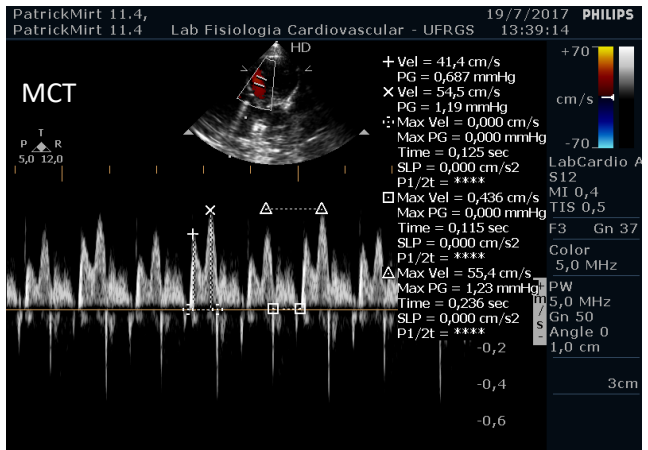 PatrickMirt 11.4,
19/7/2017 PHILIPS
PatrickMirt 11.4 Lab Fisiologia Cardiovascular - UFRGS 13:39:14
HD
MCT
T
P R
5,0 12,0
+ Vel = 41,4 cm/s
PG = 0,687 mmHg
× Vel = 54,5 cm/s
PG = 1,19 mmHg
Max Vel = 0,000 cm/s
Max PG = 0,000 mmHg
Time = 0,125 sec
SLP = 0,000 cm/s2
P1/2t = ****
Max Vel = 0,436 cm/s
Max PG = 0,000 mmHg
Time = 0,115 sec
SLP = 0,000 cm/s2
P1/2t = ****
Max Vel = 55,4 cm/s
Max PG = 1,23 mmHg
Time = 0,236 sec
SLP = 0,000 cm/s2
P1/2t = ****
+
m
/
s
-
-0,2
-0,4
-0,6
+70
cm/s
-70
LabCardio A
S12
MI 0,4
TIS 0,5
F3 Gn 37
Color
5,0 MHz
PW
5,0 MHz
Gn 50
Angle 0
1,0 cm
3cm